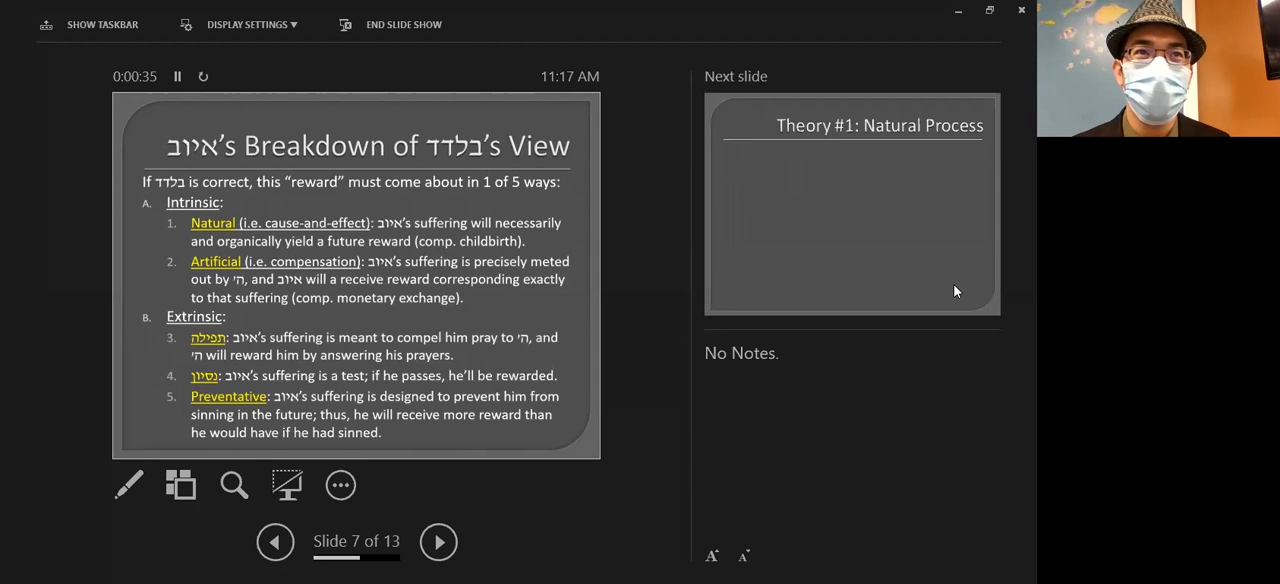 SHOW TASKBAR
DISPLAY SETTINGS ▼
END SLIDE SHOW
0:00:35
11:17 AM
איוב's Breakdown of בלדד's View
If בלדד is correct, this “reward” must come about in 1 of 5 ways:
A. Intrinsic:
1. Natural (i.e. cause-and-effect): איוב's suffering will necessarily
and organically yield a future reward (comp. childbirth).
2. Artificial (i.e. compensation): איוב's suffering is precisely meted
out by ה', and איוב will a receive reward corresponding exactly
to that suffering (comp. monetary exchange).
B. Extrinsic:
3. תפילה: איוב's suffering is meant to compel him pray to ה', and
ה' will reward him by answering his prayers.
4. נסיון: איוב's suffering is a test; if he passes, he'll be rewarded.
5. Preventative: איוב's suffering is designed to prevent him from
sinning in the future; thus, he will receive more reward than
he would have if he had sinned.
Slide 7 of 13
Next slide
Theory #1: Natural Process
No Notes.
A A